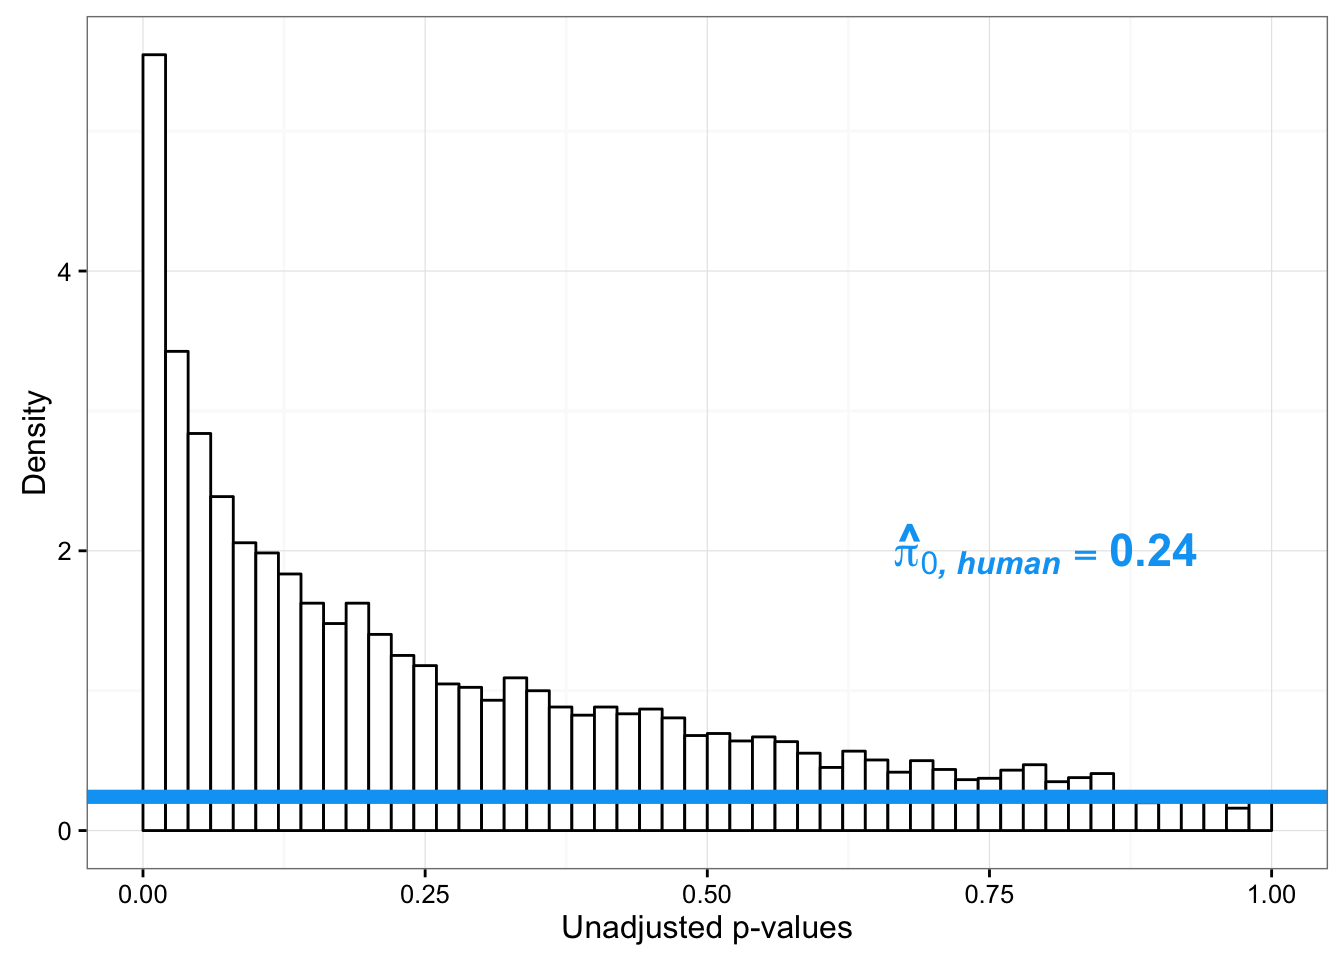 4
2
0
Density
π̂0, human = 0.24
0.00 0.25 0.50 0.75 1.00
Unadjusted p-values